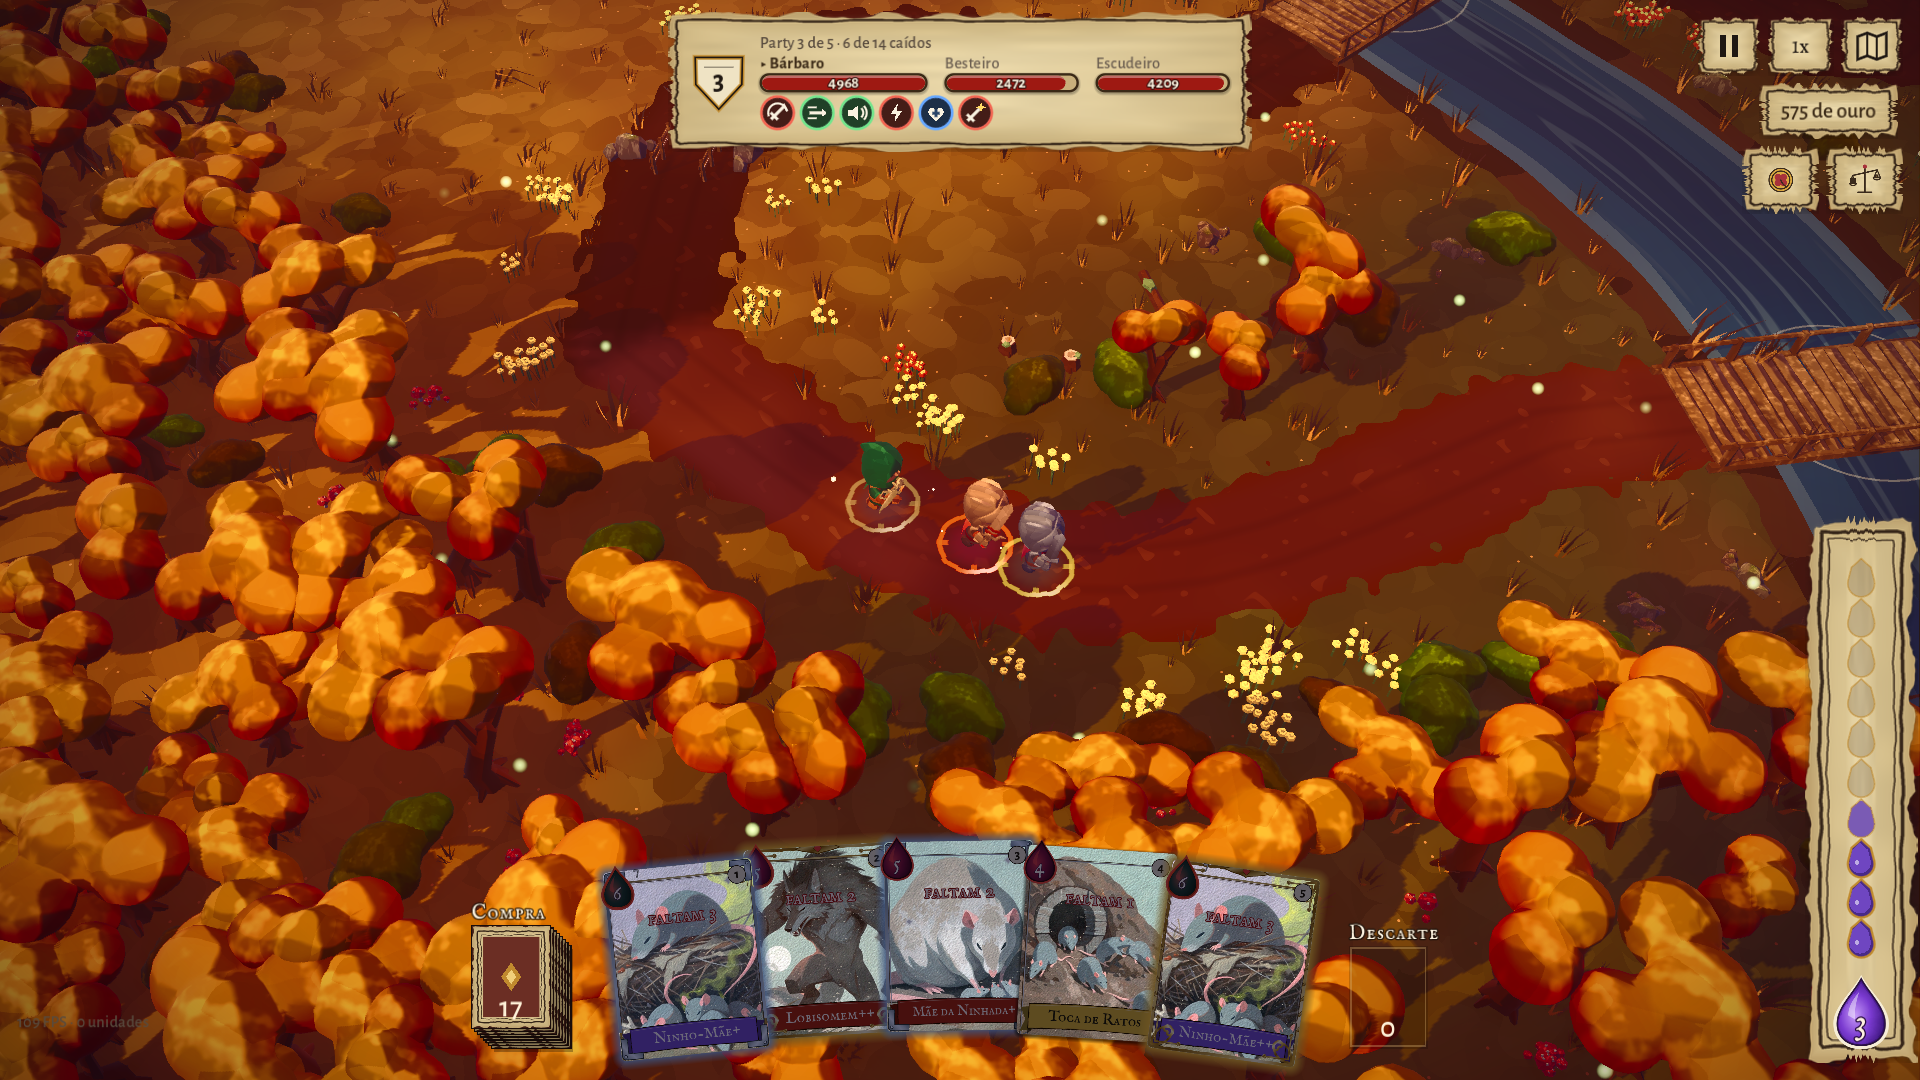 Party 3 de 5 · 6 de 14 caídos
3
Bárbaro
4968
Besteiro
2472
Escudeiro
4209
1x
575 de ouro
Compra
17
6
1
FALTAM 3
Ninho-Mãe+
2
FALTAM 2
Lobisomem++
5
3
FALTAM 2
Mãe da Ninhada+
4
4
FALTAM 1
Toca de Ratos
6
5
FALTAM 3
Ninho-Mãe++
Descarte
0
3